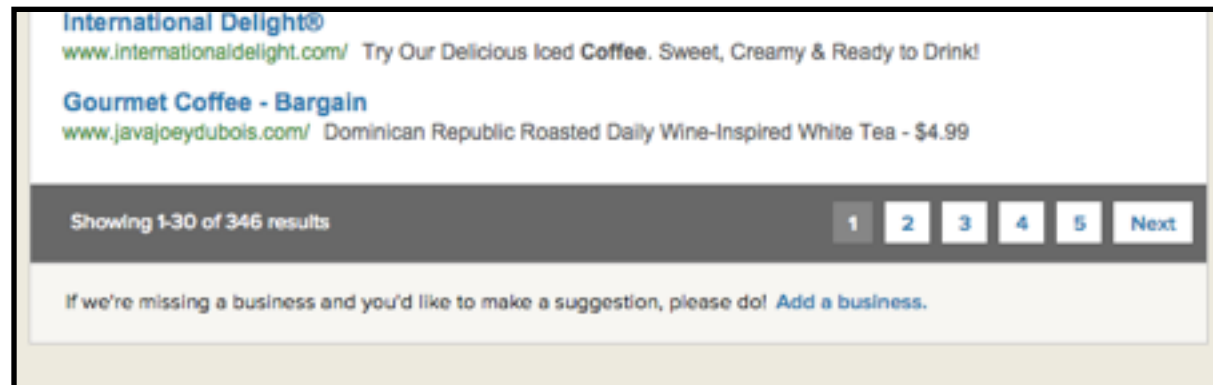 International Delight®
www.internationaldelight.com/ Try Our Delicious Iced Coffee. Sweet, Creamy & Ready to Drink!
Gourmet Coffee - Bargain
www.javajoeydubois.com/ Dominican Republic Roasted Daily Wine-Inspired White Tea - $4.99
Showing 1-30 of 346 results 1 2 3 4 5 Next
If we're missing a business and you'd like to make a suggestion, please do! Add a business.